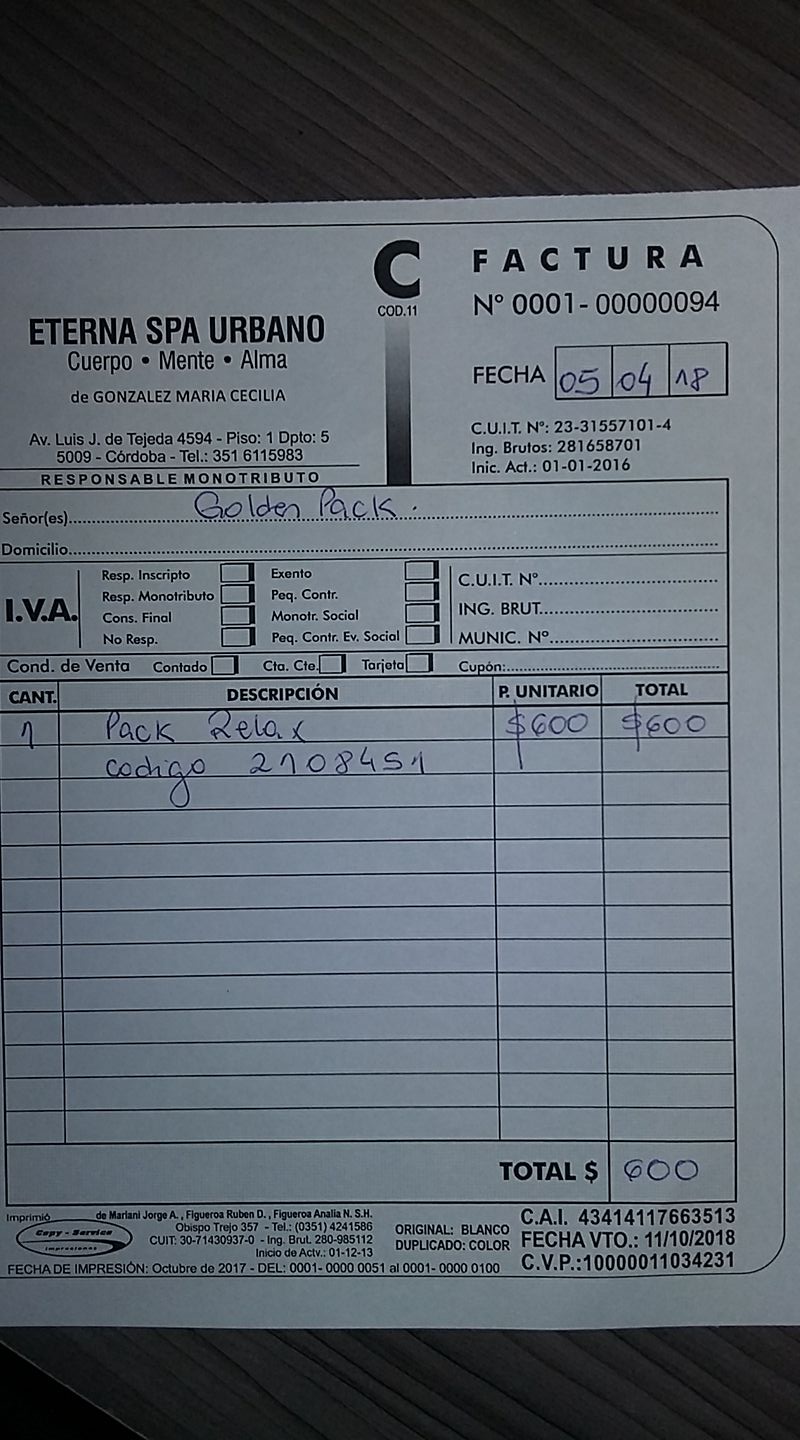 C
COD.11
FACTURA
Nº 0001-00000094
ETERNA SPA URBANO
Cuerpo • Mente • Alma
de GONZALEZ MARIA CECILIA
FECHA 05 04 18
Av. Luis J. de Tejeda 4594 - Piso: 1 Dpto: 5
5009 - Córdoba - Tel.: 351 6115983
RESPONSABLE MONOTRIBUTO
C.U.I.T. Nº: 23-31557101-4
Ing. Brutos: 281658701
Inic. Act.: 01-01-2016
Señor(es) Golden Pack.
Domicilio
I.V.A.
Resp. Inscripto
Resp. Monotributo
Cons. Final
No Resp.
Exento
Peq. Contr.
Monotr. Social
Peq. Contr. Ev. Social
C.U.I.T. Nº
ING. BRUT.
MUNIC. Nº
Cond. de Venta Contado Cta. Cte. Tarjeta Cupón:
CANT. DESCRIPCIÓN P. UNITARIO TOTAL
1 Pack Relax $600 $600
codigo 2108451
TOTAL $ 600
Imprimió
Copy - Service
Impresiones
de Mariani Jorge A., Figueroa Ruben D., Figueroa Analia N. S.H.
Obispo Trejo 357 - Tel.: (0351) 4241586
CUIT: 30-71430937-0 - Ing. Brut. 280-985112
Inicio de Actv.: 01-12-13
FECHA DE IMPRESIÓN: Octubre de 2017 - DEL: 0001- 0000 0051 al 0001- 0000 0100
ORIGINAL: BLANCO
DUPLICADO: COLOR
C.A.I. 43414117663513
FECHA VTO.: 11/10/2018
C.V.P.:10000011034231